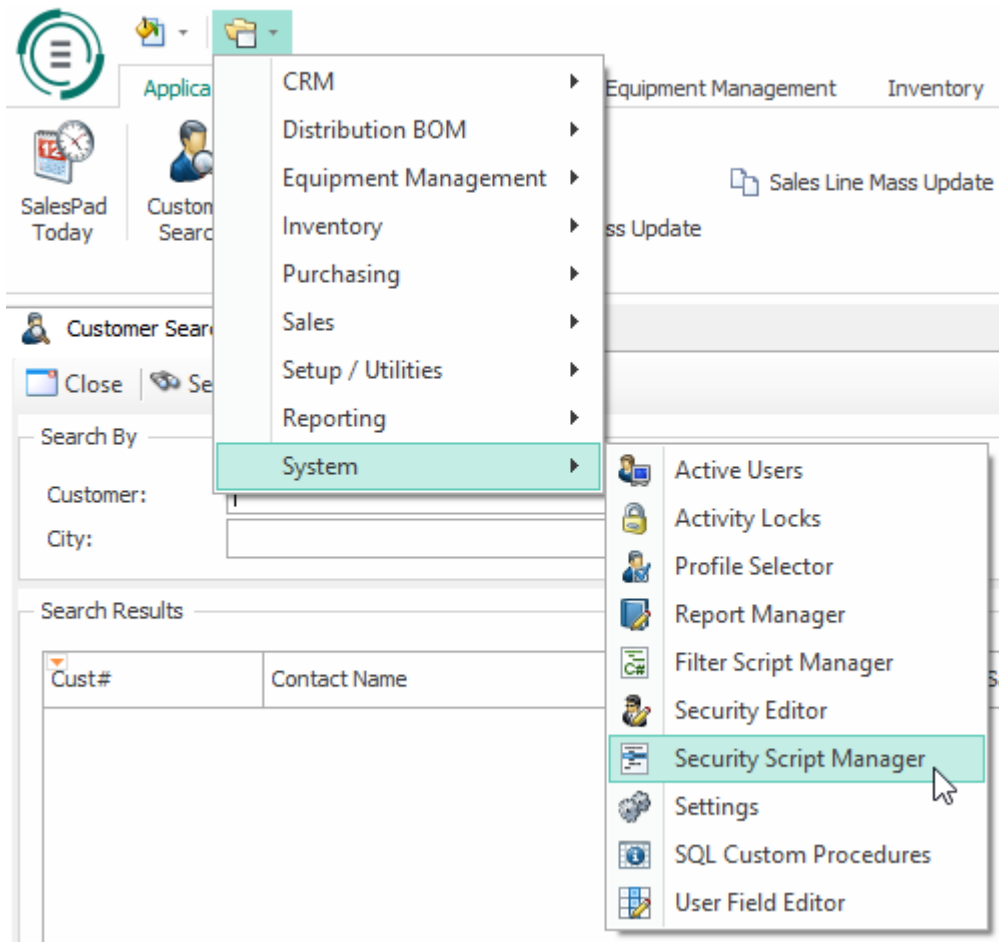 Applica
Equipment Management
Inventory
SalesPad
Today
Custom
Searc
Sales Line Mass Update
ss Update
CRM
Distribution BOM
Equipment Management
Inventory
Purchasing
Sales
Setup / Utilities
Reporting
System
Customer Sear
Close
Se
Search By
Customer:
City:
Search Results
Cust#
Contact Name
S
Active Users
Activity Locks
Profile Selector
Report Manager
Filter Script Manager
Security Editor
Security Script Manager
Settings
SQL Custom Procedures
User Field Editor